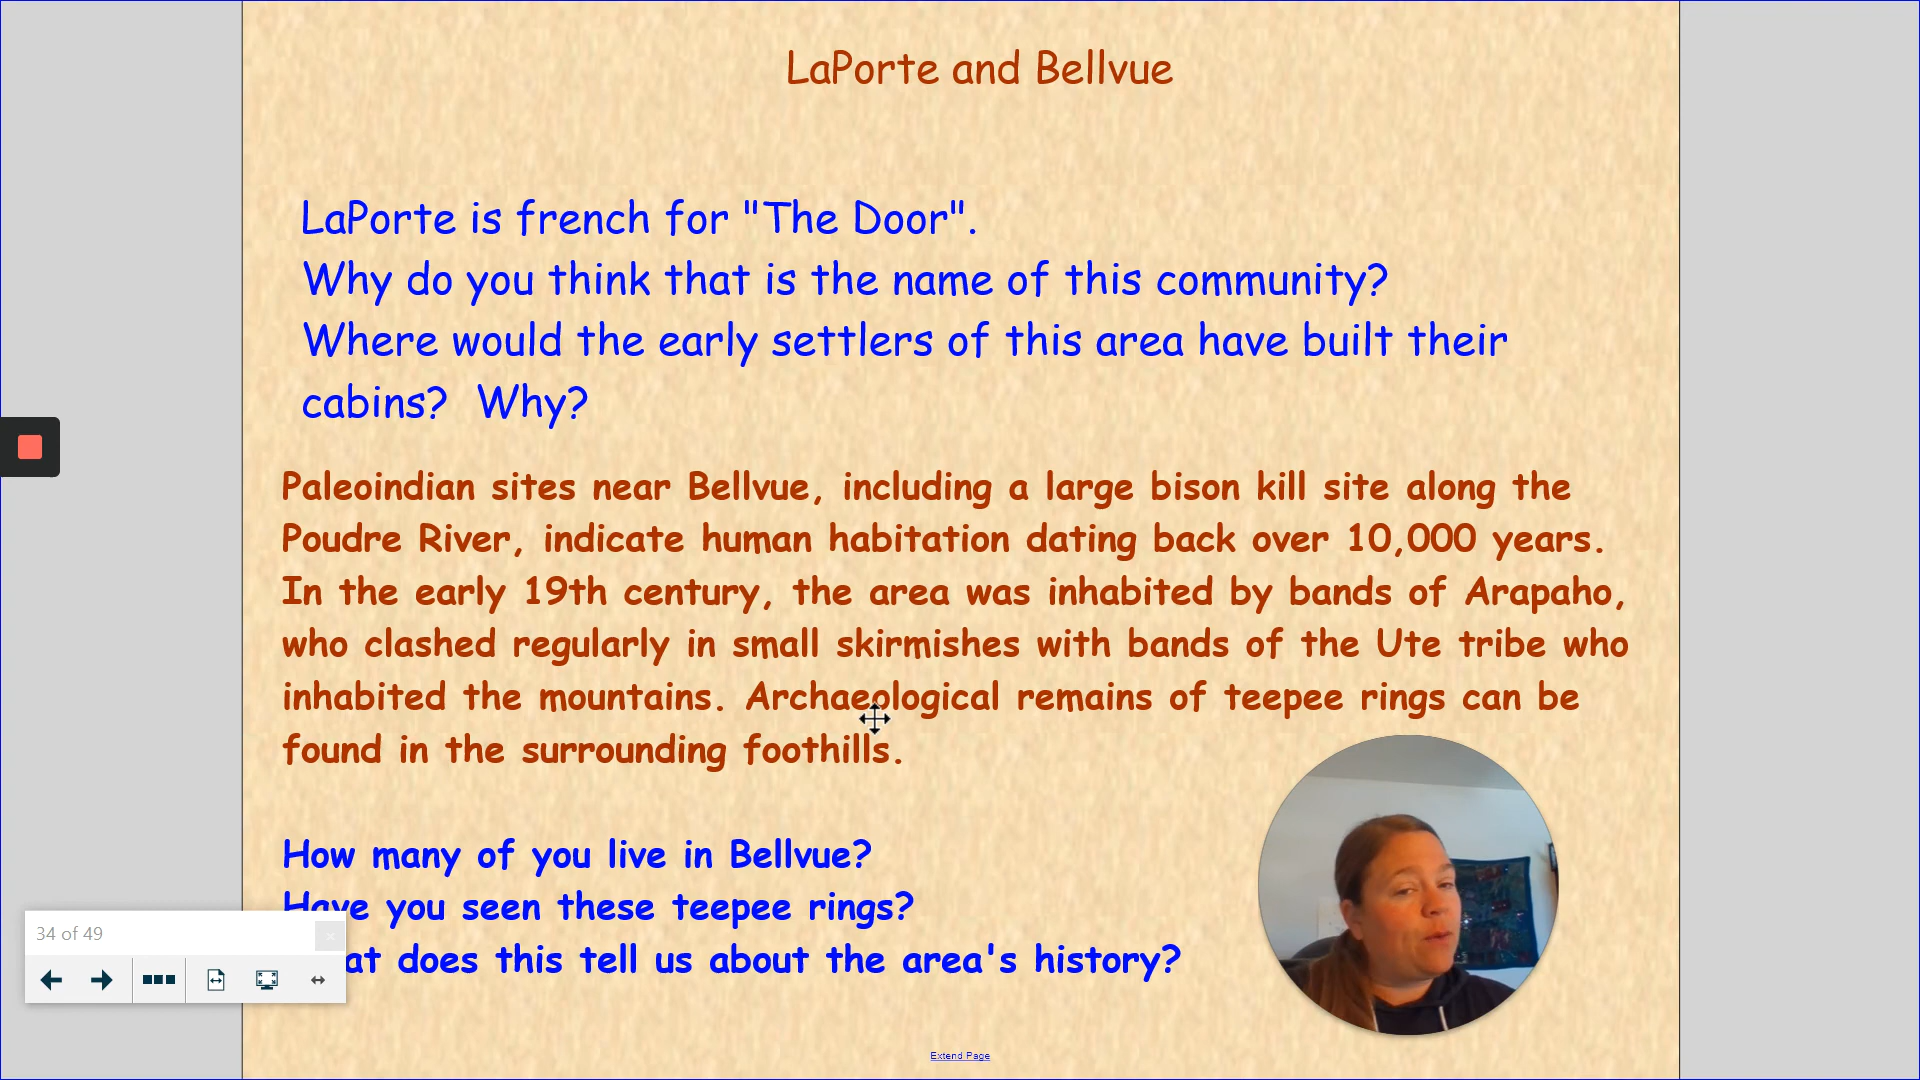 LaPorte and Bellvue
LaPorte is french for "The Door".
Why do you think that is the name of this community?
Where would the early settlers of this area have built their
cabins?  Why?
Paleoindian sites near Bellvue, including a large bison kill site along the
Poudre River, indicate human habitation dating back over 10,000 years.
In the early 19th century, the area was inhabited by bands of Arapaho,
who clashed regularly in small skirmishes with bands of the Ute tribe who
inhabited the mountains. Archaeological remains of teepee rings can be
found in the surrounding foothills.
How many of you live in Bellvue?
Have you seen these teepee rings?
at does this tell us about the area's history?
34 of 49
Extend Page